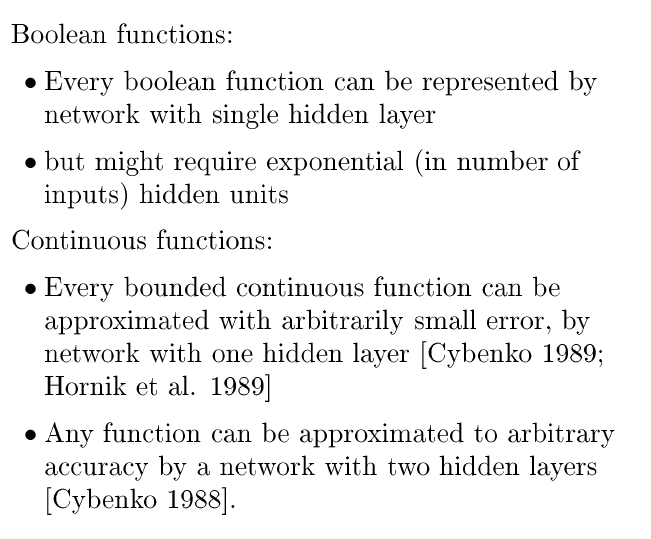 Boolean functions:
• Every boolean function can be represented by
network with single hidden layer
• but might require exponential (in number of
inputs) hidden units
Continuous functions:
• Every bounded continuous function can be
approximated with arbitrarily small error, by
network with one hidden layer [Cybenko 1989;
Hornik et al. 1989]
• Any function can be approximated to arbitrary
accuracy by a network with two hidden layers
[Cybenko 1988].